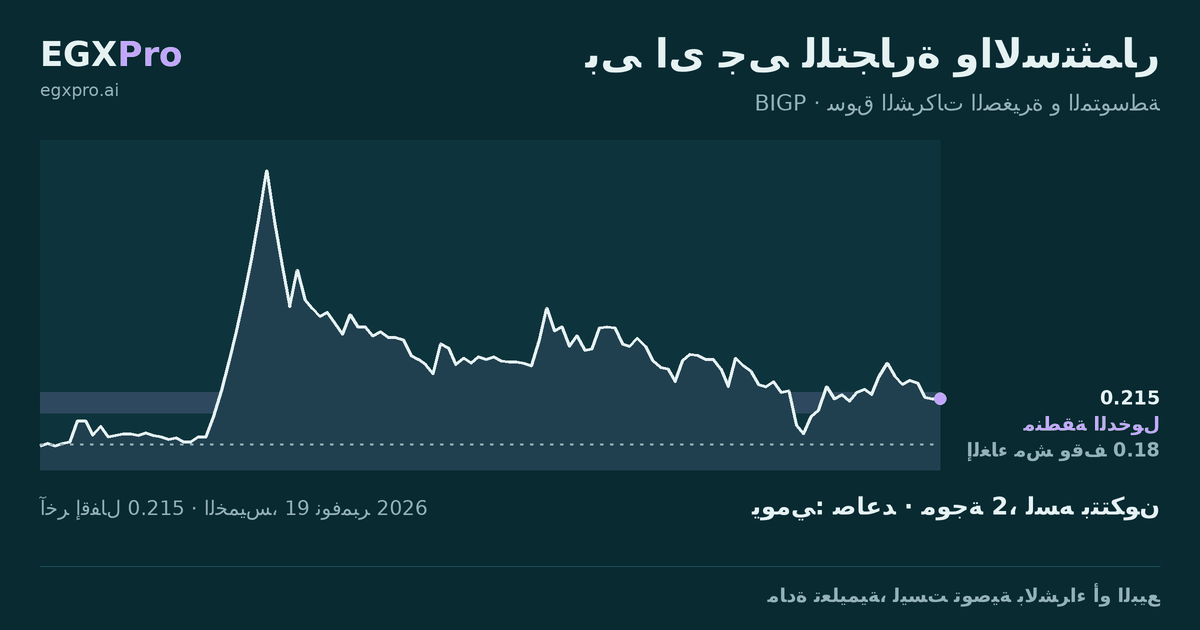 EGXPro
egxpro.ai
بى اى جى للتجارة والاستثمار
BIGP · سوق الشركات الصغيرة و المتوسطة
0.215
منطقة الدخول
إلغاء مش وقف 0.18
يومي: صاعد · موجة 2، لسه بتتكون
آخر إقفال 0.215 · الخميس، 19 نوفمبر 2026
مادة تعليمية، ليست توصية بالشراء أو البيع